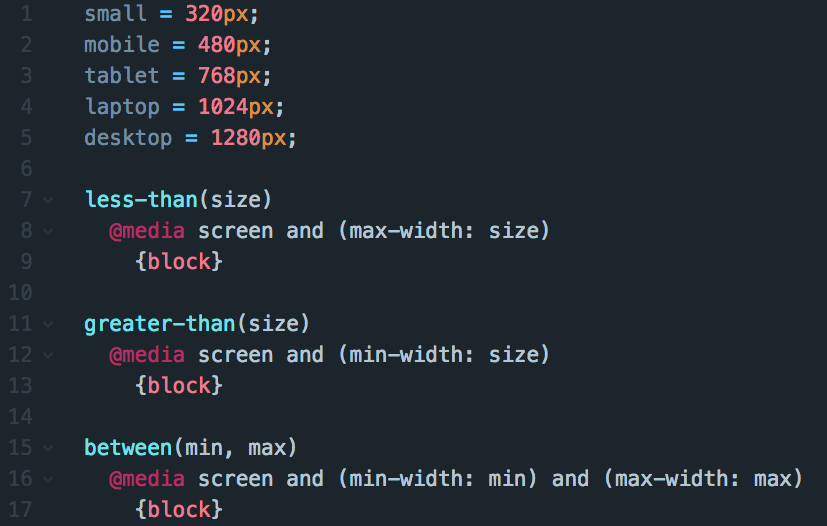 1 small = 320px;
2 mobile = 480px;
3 tablet = 768px;
4 laptop = 1024px;
5 desktop = 1280px;
6
7 less-than(size)
8 @media screen and (max-width: size)
9 {block}
10
11 greater-than(size)
12 @media screen and (min-width: size)
13 {block}
14
15 between(min, max)
16 @media screen and (min-width: min) and (max-width: max)
17 {block}